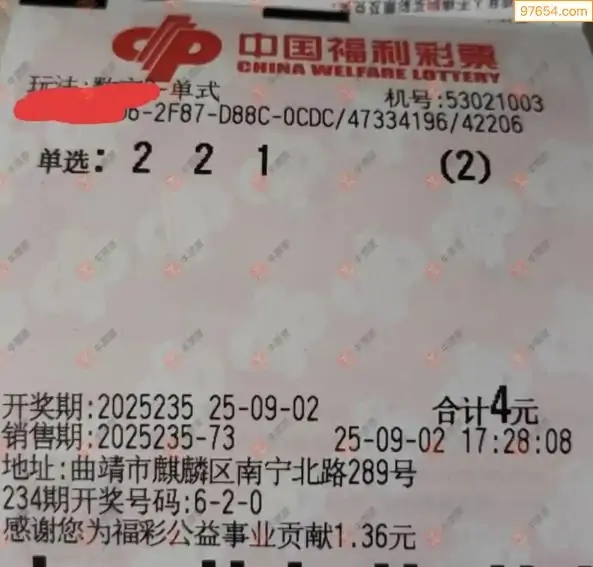 97654.com
中国福利彩票
CHINA WELFARE LOTTERY
玩法: -单式
机号:53021003
6-2F87-D88C-0CDC/47334196/42206
单选: 2 2 1 (2)
开奖期:2025235 25-09-02 合计4元
销售期:2025235-73 25-09-02 17:28:08
地址:曲靖市麒麟区南宁北路289号
234期开奖号码:6-2-0
感谢您为福彩公益事业贡献1.36元